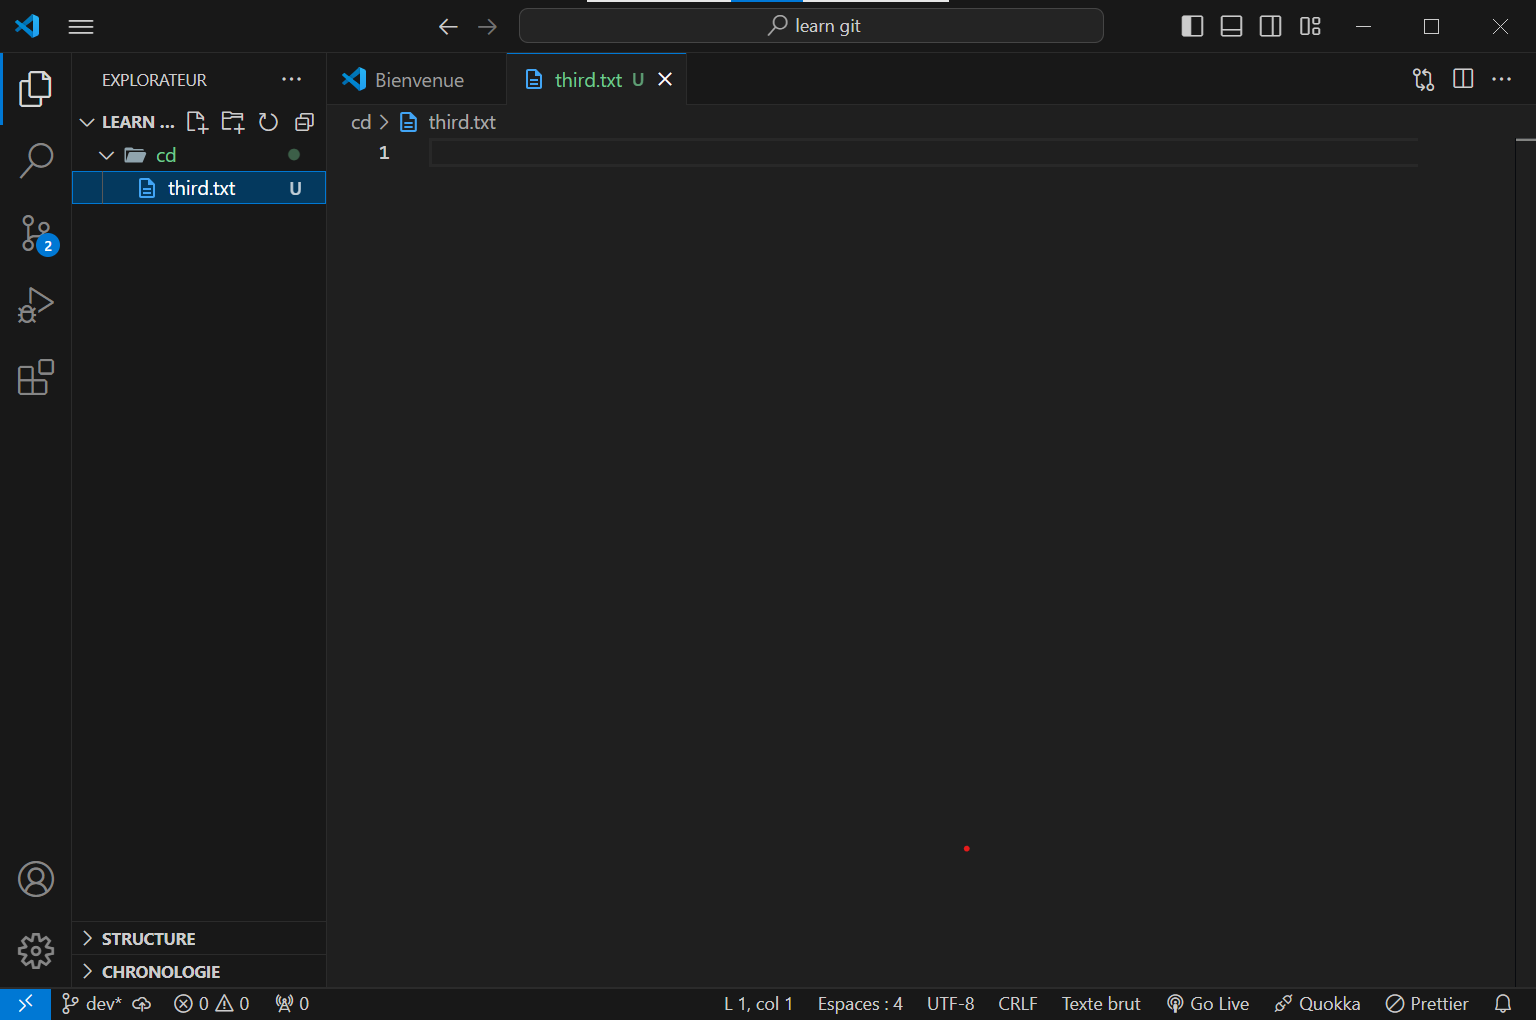 learn git
EXPLORATEUR
Bienvenue
third.txt U
LEARN ...
cd
third.txt U
2
cd > third.txt
1
STRUCTURE
CHRONOLOGIE
dev* 0 0 0
L 1, col 1 Espaces : 4 UTF-8 CRLF Texte brut Go Live Quokka Prettier